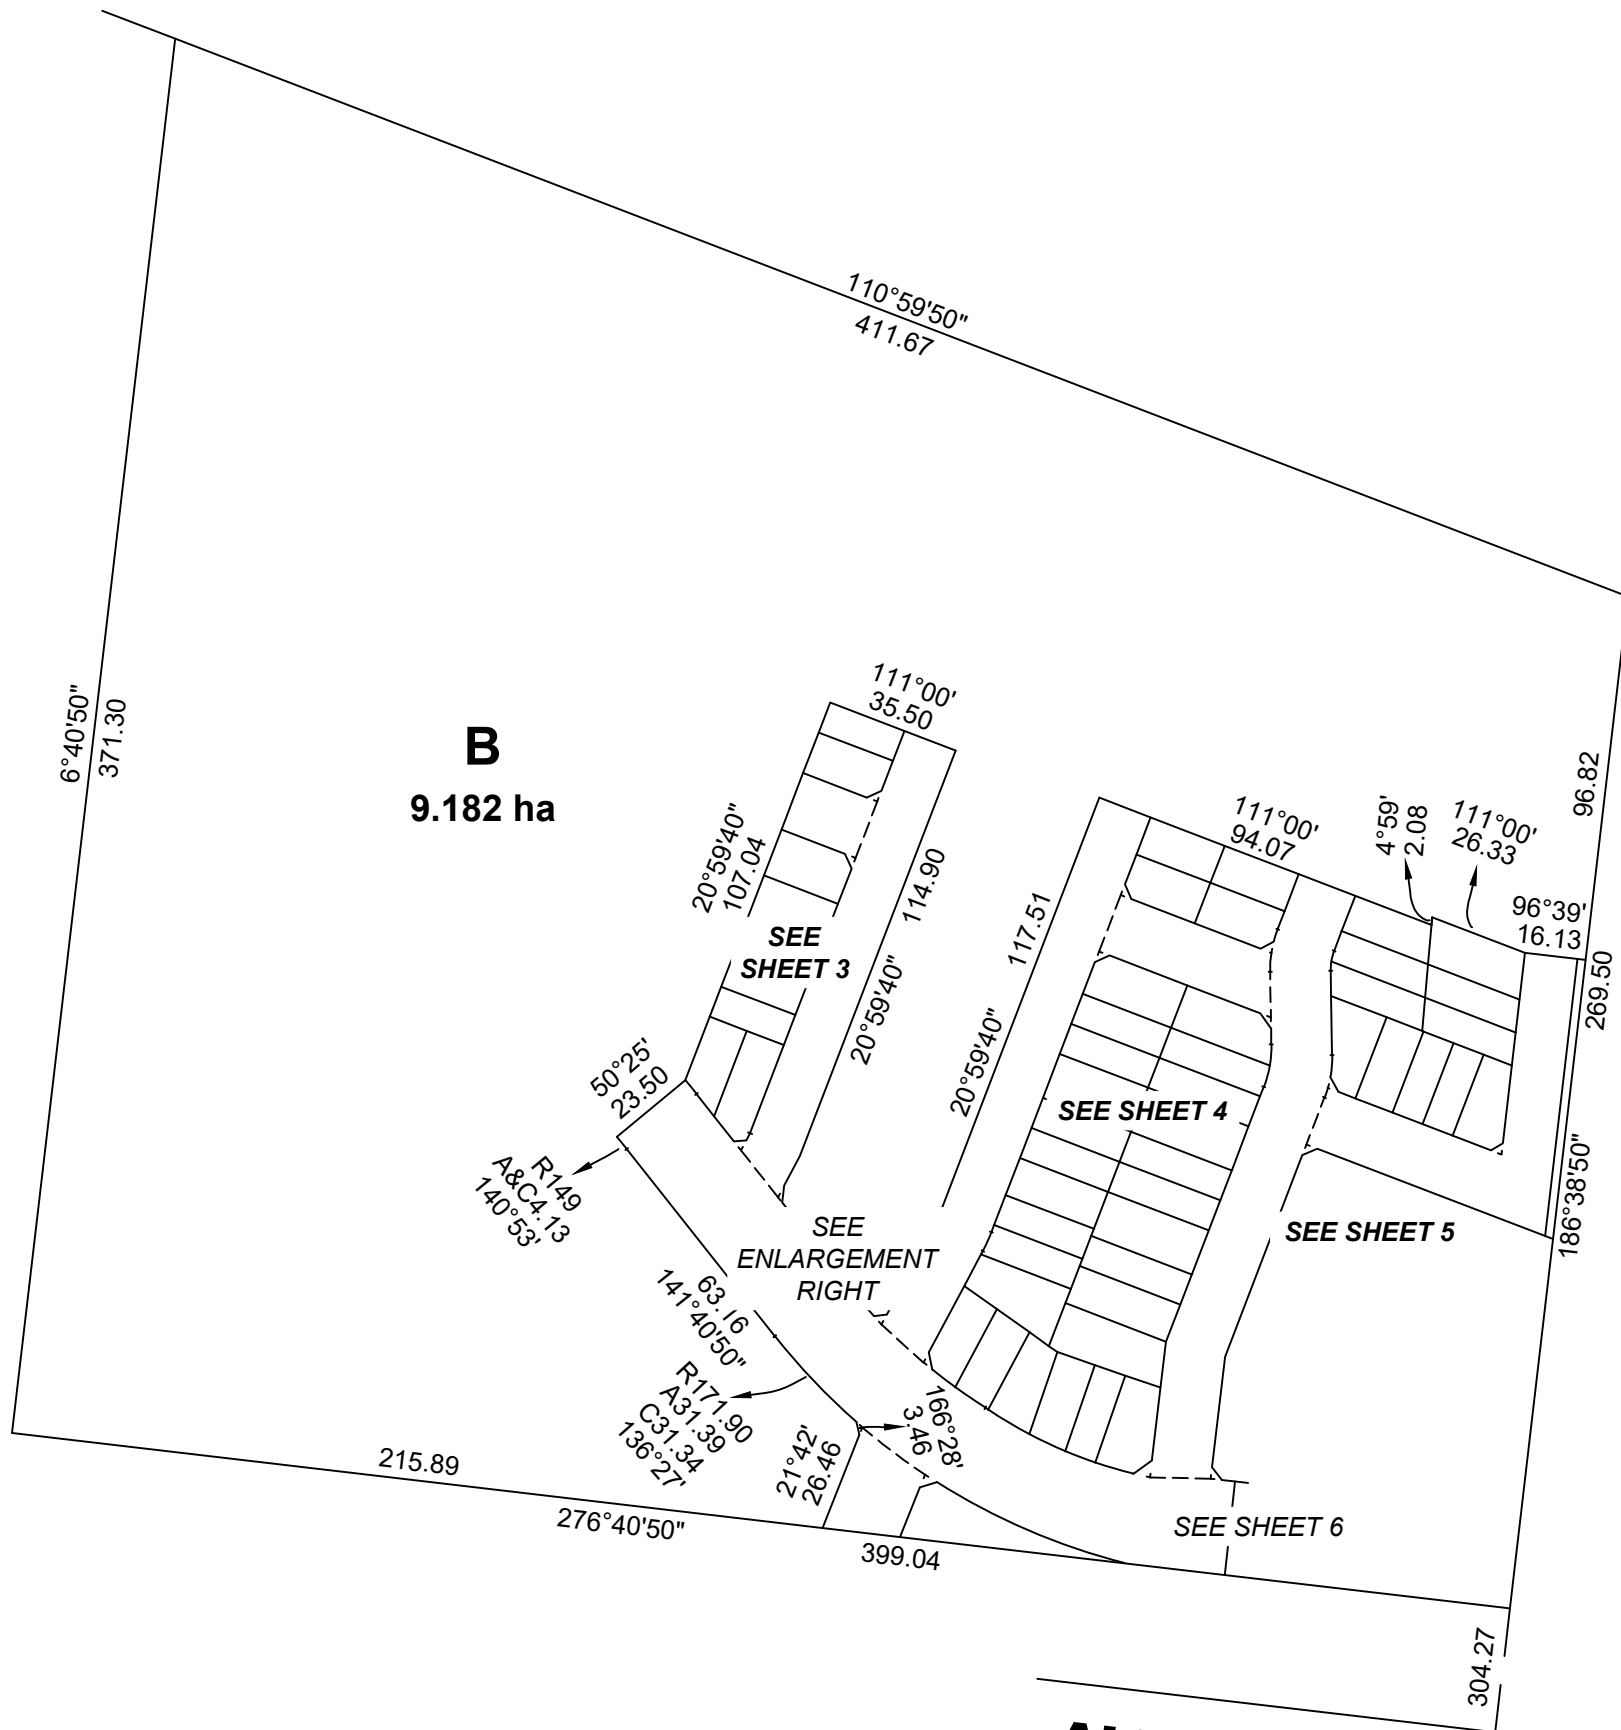 110°59'50"
411.67
6°40'50"
371.30
B
9.182 ha
111°00'
35.50
20°59'40"
107.04
114.90
20°59'40"
SEE
SHEET 3
117.51
20°59'40"
111°00'
94.07
4°59'
2.08
111°00'
26.33
96.82
96°39'
16.13
269.50
186°38'50"
50°25'
23.50
R149
A&C4.13
140°53'
SEE SHEET 4
SEE SHEET 5
SEE
ENLARGEMENT
RIGHT
63.16
141°40'50"
R171.90
A31.39
C31.34
136°27'
166°28'
3.46
21°42'
26.46
215.89
276°40'50"
399.04
SEE SHEET 6
304.27